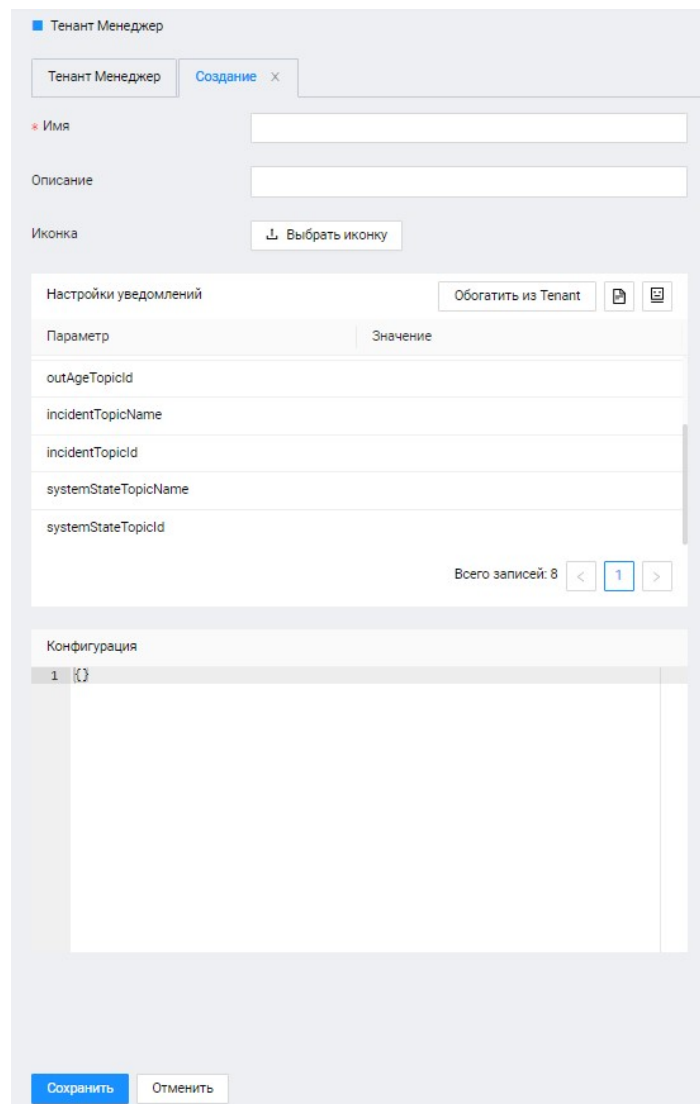 Тенант Менеджер
Тенант Менеджер Создание X
* Имя
Описание
Иконка Выбрать иконку
Настройки уведомлений Обогатить из Tenant
Параметр Значение
outAgeTopicId
incidentTopicName
incidentTopicId
systemStateTopicName
systemStateTopicId
Всего записей: 8 < 1 >
Конфигурация
1 {}
Сохранить Отменить